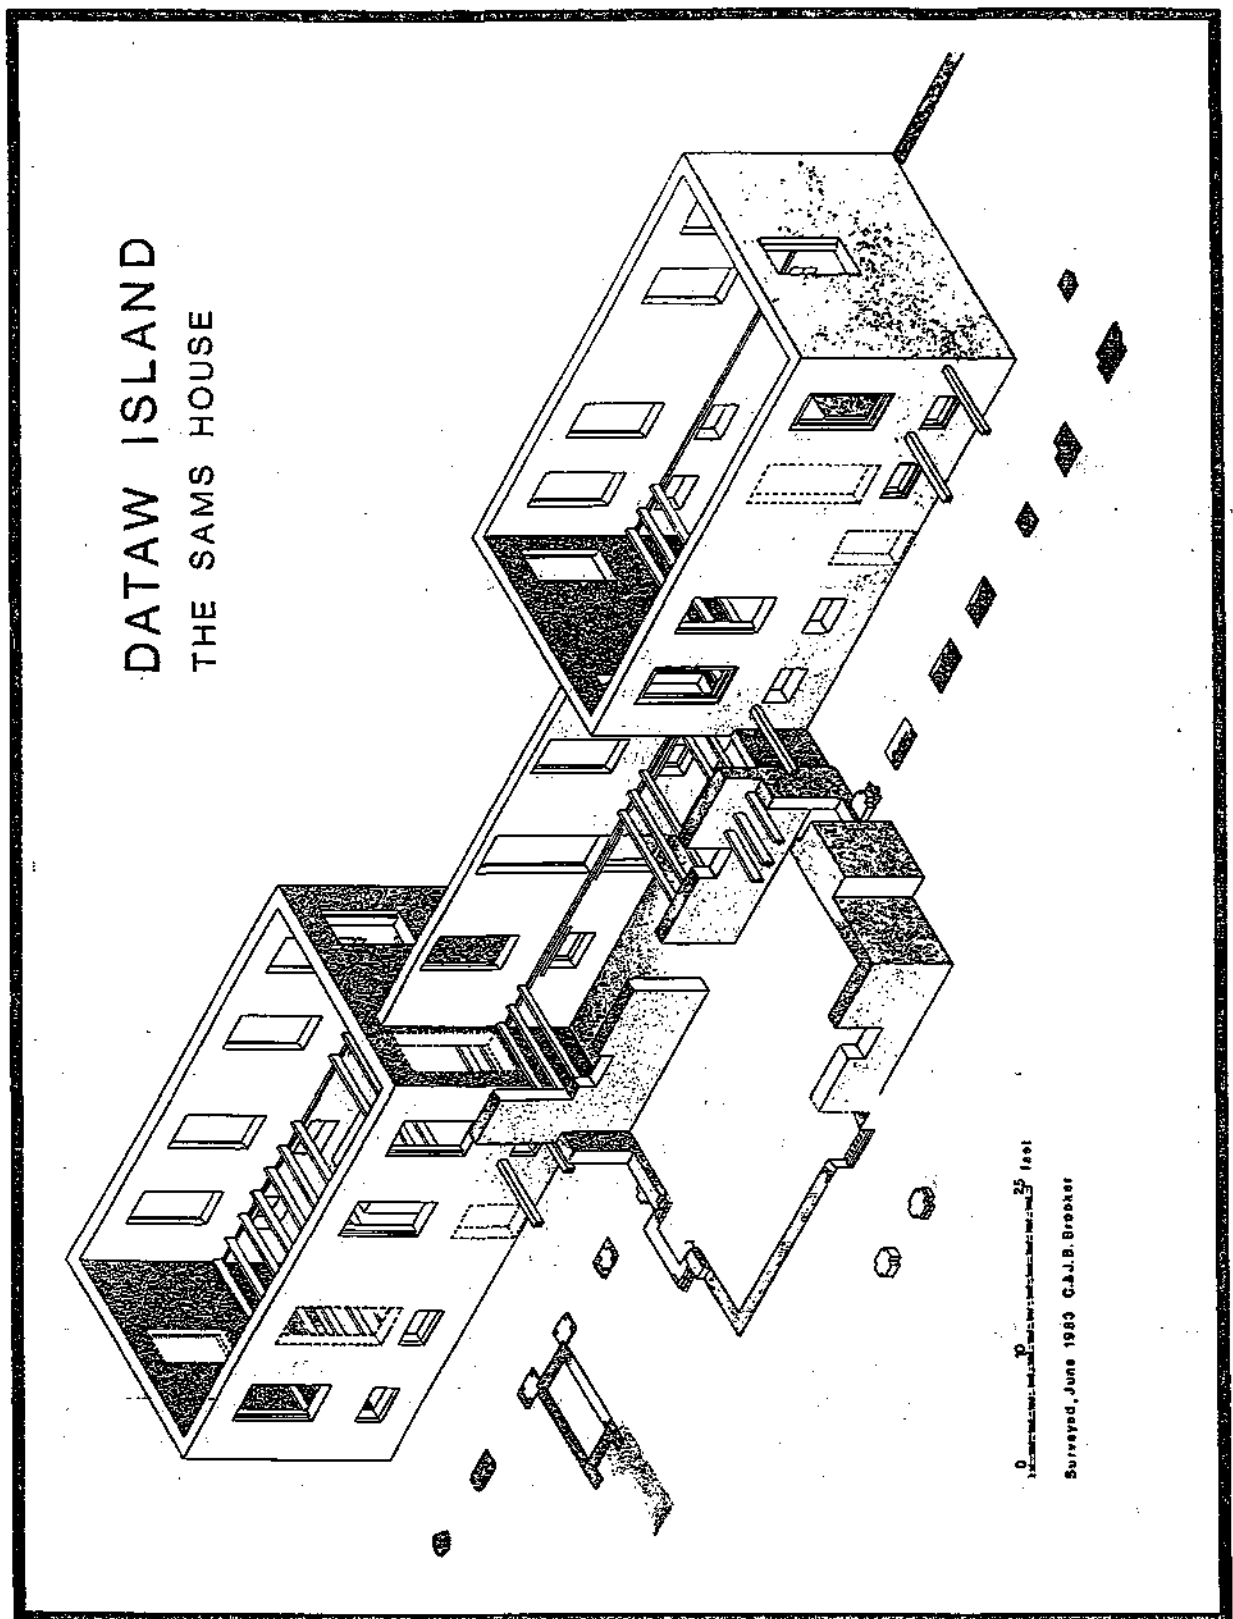 DATAW ISLAND
THE SAMS HOUSE
0 10 25 feet
Surveyed, June 1983 C.& J.B. Brooker